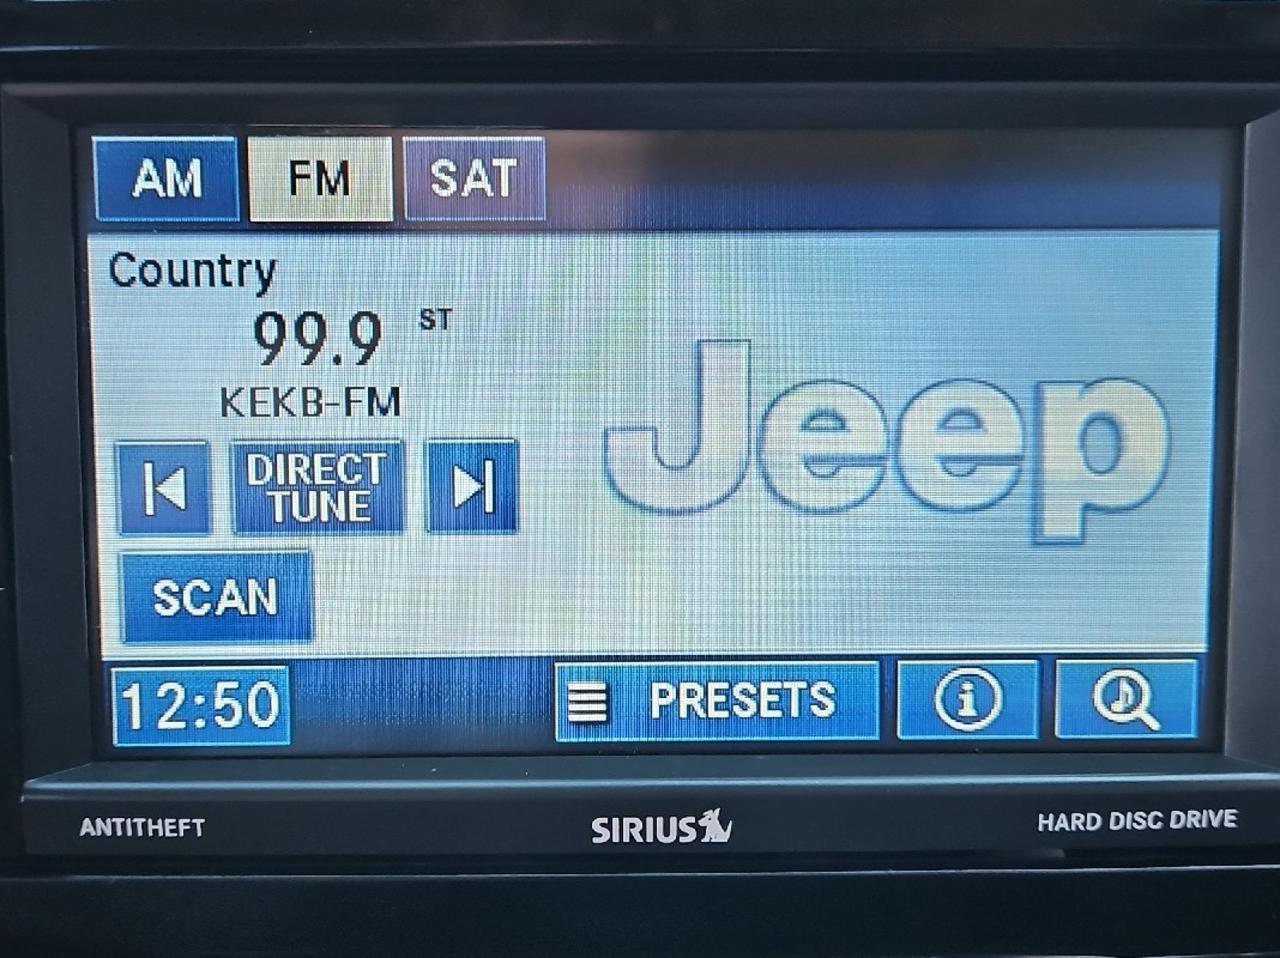 AM FM SAT
Country
99.9 ST
KEKB-FM
DIRECT
TUNE
Jeep
SCAN
12:50 PRESETS i
ANTITHEFT SIRIUS HARD DISC DRIVE